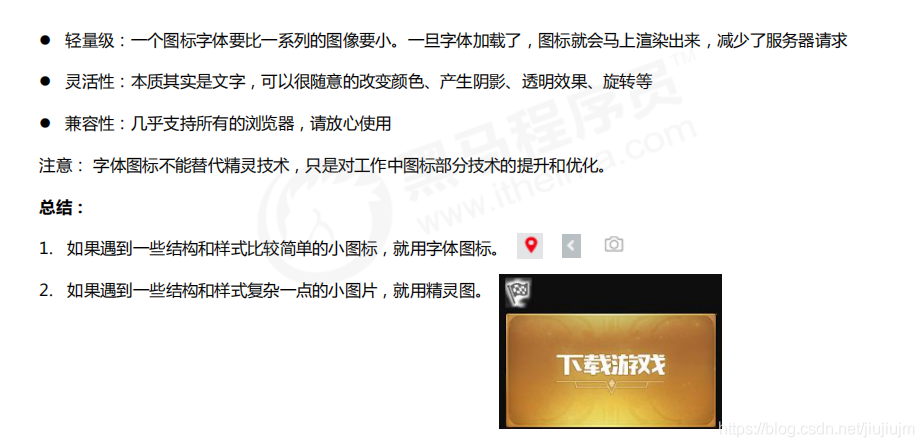 ● 轻量级：一个图标字体要比一系列的图像要小。一旦字体加载了，图标就会马上渲染出来，减少了服务器请求
● 灵活性：本质其实是文字，可以很随意的改变颜色、产生阴影、透明效果、旋转等
● 兼容性：几乎支持所有的浏览器，请放心使用
注意： 字体图标不能替代精灵技术，只是对工作中图标部分技术的提升和优化。
总结：
1. 如果遇到一些结构和样式比较简单的小图标，就用字体图标。
2. 如果遇到一些结构和样式复杂一点的小图片，就用精灵图。
下载游戏
黑马程序员™
www.itheima.com
https://blog.csdn.net/jiujiujm